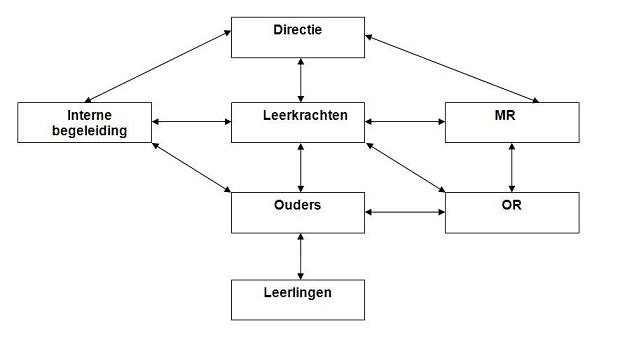 Directie
Interne
begeleiding
Leerkrachten
MR
Ouders
OR
Leerlingen